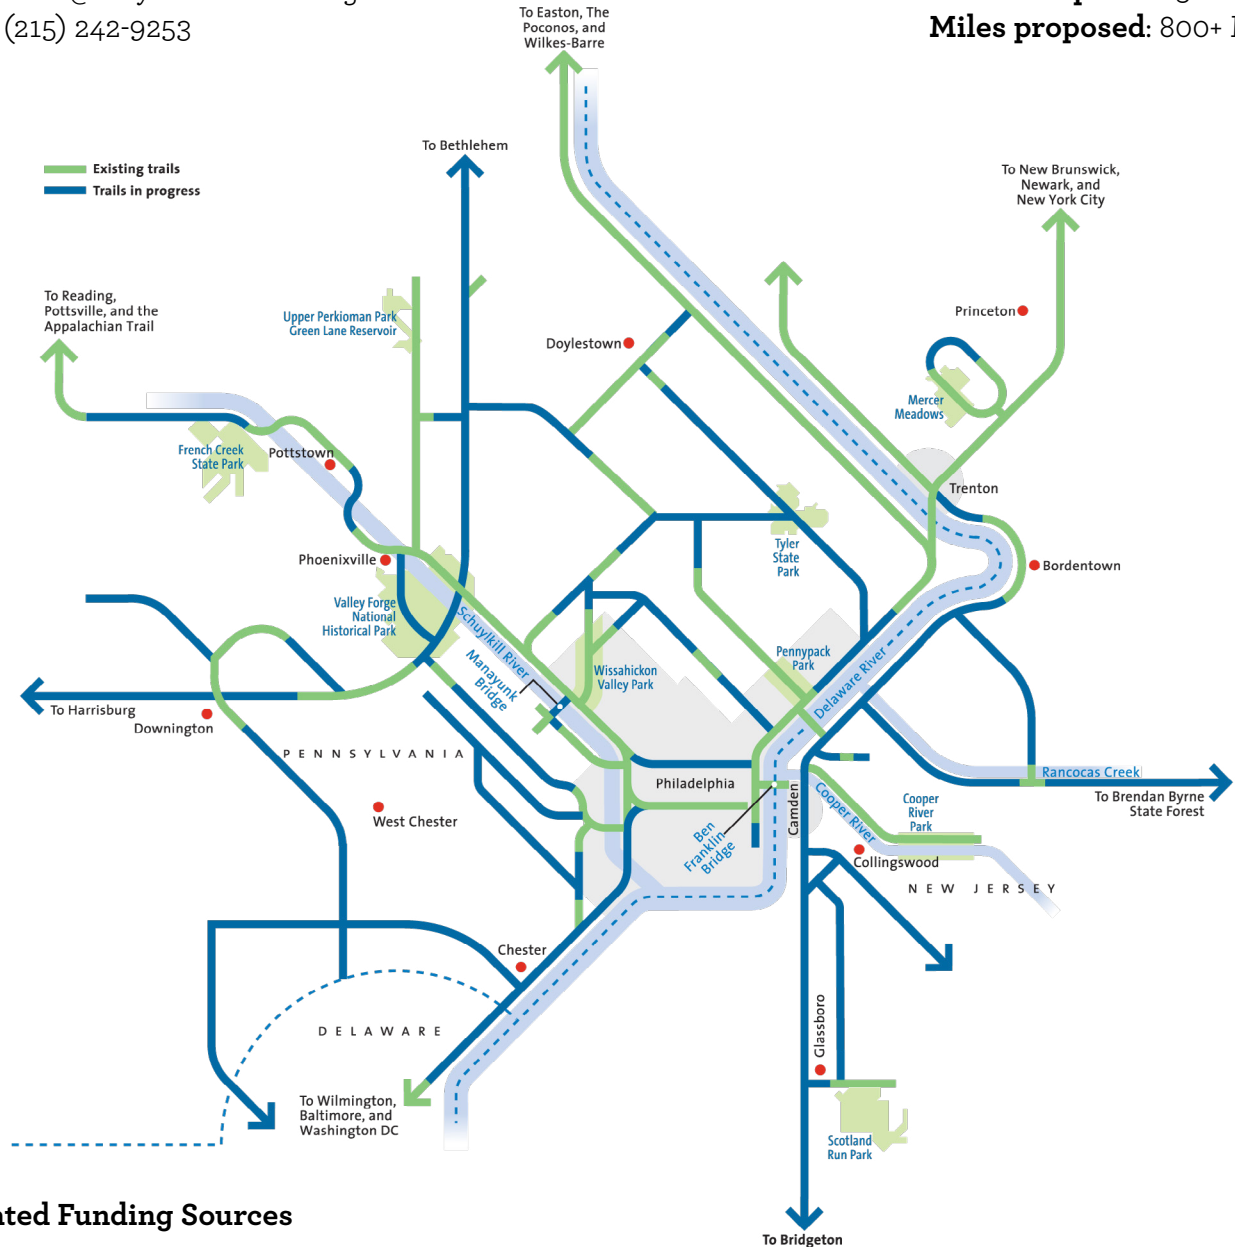 (215) 242-9253
Miles proposed: 800+
To Easton, The
Poconos, and
Wilkes-Barre
To Bethlehem
Existing trails
Trails in progress
To New Brunswick,
Newark, and
New York City
To Reading,
Pottsville, and the
Appalachian Trail
Upper Perkioman Park
Green Lane Reservoir
Princeton
Doylestown
Mercer
Meadows
French Creek
State Park
Pottstown
Trenton
Tyler
State
Park
Phoenixville
Bordentown
Valley Forge
National
Historical Park
Schuylkill River
Manayunk
Bridge
Wissahickon
Valley Park
Pennypack
Park
Delaware River
To Harrisburg
Downington
PENNSYLVANIA
Philadelphia
Camden
Cooper River
Rancocas Creek
To Brendan Byrne
State Forest
West Chester
Ben
Franklin
Bridge
Cooper
River
Park
Collingswood
NEW JERSEY
Chester
DELAWARE
Glassboro
To Wilmington,
Baltimore, and
Washington DC
Scotland
Run Park
Funding Sources
To Bridgeton